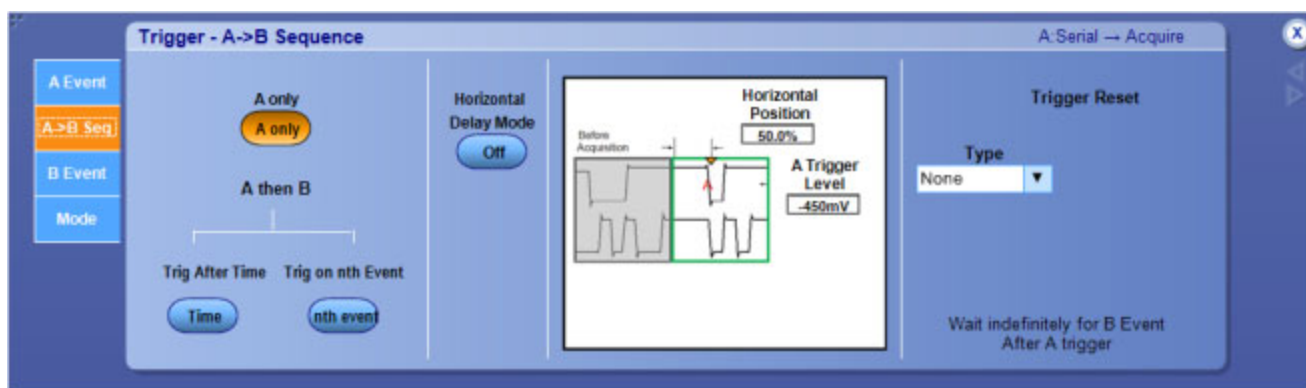 Trigger - A->B Sequence
A:Serial → Acquire
X
A Event
A->B Seq
B Event
Mode
A only
A only
A then B
Trig After Time
Trig on nth Event
Time
nth event
Horizontal
Delay Mode
Off
Before
Acquisition
Horizontal
Position
50.0%
A
A Trigger
Level
-450mV
Trigger Reset
Type
None
Wait indefinitely for B Event
After A trigger